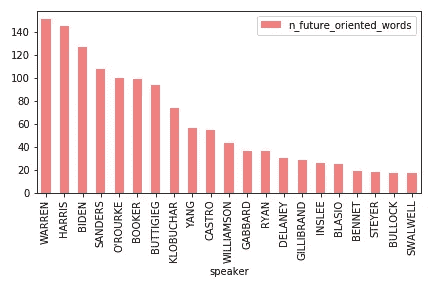 n_future_oriented_words
140
120
100
80
60
40
20
0
WARREN
HARRIS
BIDEN
SANDERS
O'ROURKE
BOOKER
BUTTIGIEG
KLOBUCHAR
YANG
CASTRO
WILLIAMSON
GABBARD
RYAN
DELANEY
GILLIBRAND
INSLEE
BLASIO
BENNET
STEYER
BULLOCK
SWALWELL
speaker